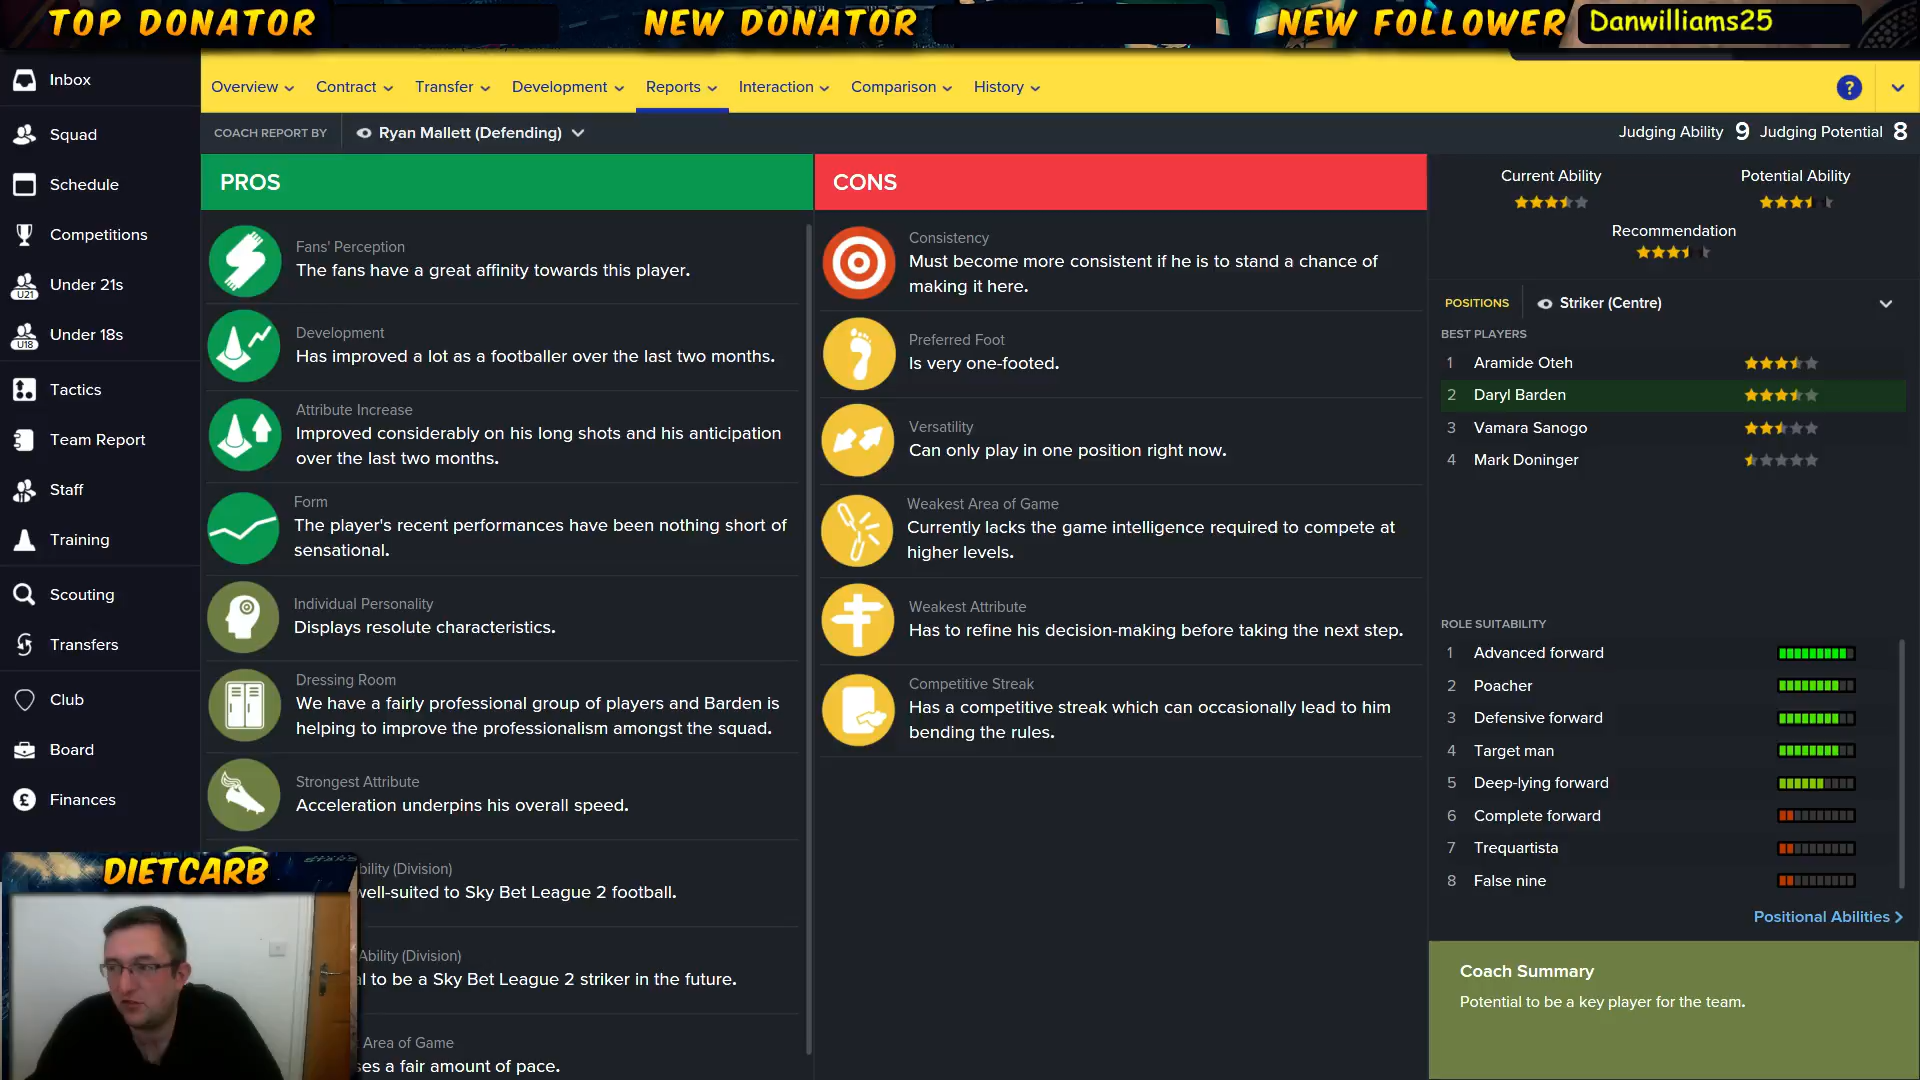 TOP DONATOR
NEW DONATOR
NEW FOLLOWER
Danwilliams25
Inbox
Squad
Schedule
Competitions
U21
Under 21s
U18
Under 18s
Tactics
Team Report
Staff
Training
Scouting
Transfers
Club
Board
Finances
Overview
Contract
Transfer
Development
Reports
Interaction
Comparison
History
?
COACH REPORT BY
Ryan Mallett (Defending)
Judging Ability 9
Judging Potential 8
PROS
Fans' Perception
The fans have a great affinity towards this player.
Development
Has improved a lot as a footballer over the last two months.
Attribute Increase
Improved considerably on his long shots and his anticipation
over the last two months.
Form
The player's recent performances have been nothing short of
sensational.
Individual Personality
Displays resolute characteristics.
Dressing Room
We have a fairly professional group of players and Barden is
helping to improve the professionalism amongst the squad.
Strongest Attribute
Acceleration underpins his overall speed.
(Division)
well-suited to Sky Bet League 2 football.
Ability (Division)
to be a Sky Bet League 2 striker in the future.
Area of Game
a fair amount of pace.
CONS
Consistency
Must become more consistent if he is to stand a chance of
making it here.
Preferred Foot
Is very one-footed.
Versatility
Can only play in one position right now.
Weakest Area of Game
Currently lacks the game intelligence required to compete at
higher levels.
Weakest Attribute
Has to refine his decision-making before taking the next step.
Competitive Streak
Has a competitive streak which can occasionally lead to him
bending the rules.
Current Ability
Potential Ability
Recommendation
POSITIONS
Striker (Centre)
BEST PLAYERS
1 Aramide Oteh
2 Daryl Barden
3 Vamara Sanogo
4 Mark Doninger
ROLE SUITABILITY
1 Advanced forward
2 Poacher
3 Defensive forward
4 Target man
5 Deep-lying forward
6 Complete forward
7 Trequartista
8 False nine
Positional Abilities
Coach Summary
Potential to be a key player for the team.
DIETCARB